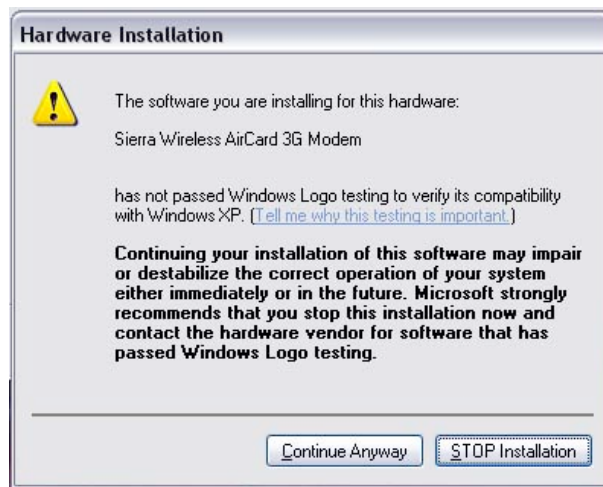 Hardware Installation
The software you are installing for this hardware:
Sierra Wireless AirCard 3G Modem
has not passed Windows Logo testing to verify its compatibility
with Windows XP. (Tell me why this testing is important.)
Continuing your installation of this software may impair
or destabilize the correct operation of your system
either immediately or in the future. Microsoft strongly
recommends that you stop this installation now and
contact the hardware vendor for software that has
passed Windows Logo testing.
Continue Anyway
STOP Installation